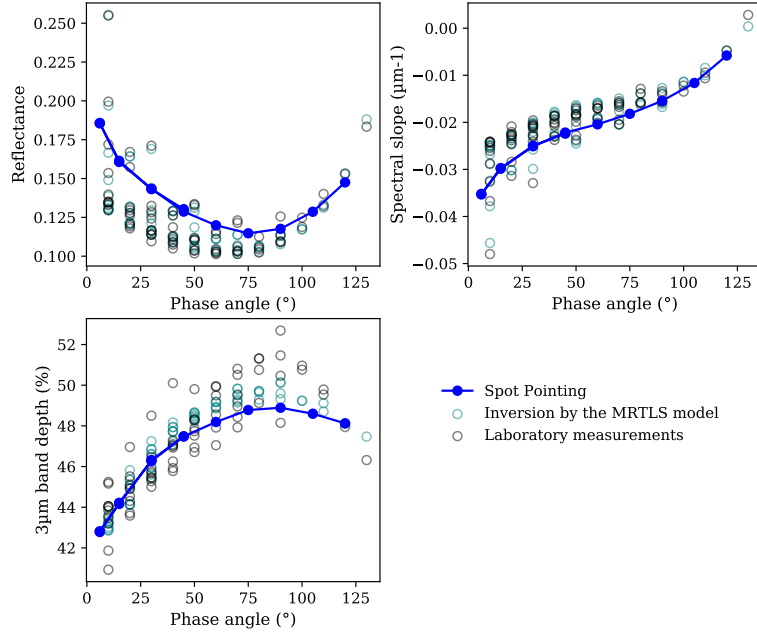 0.250
0.225
0.200
0.175
0.150
0.125
0.100
Reflectance
0 25 50 75 100 125
Phase angle (°)
0.00
−0.01
−0.02
−0.03
−0.04
−0.05
Spectral slope (µm-1)
0 25 50 75 100 125
Phase angle (°)
52
50
48
46
44
42
3µm band depth (%)
0 25 50 75 100 125
Phase angle (°)
Spot Pointing
Inversion by the MRTLS model
Laboratory measurements